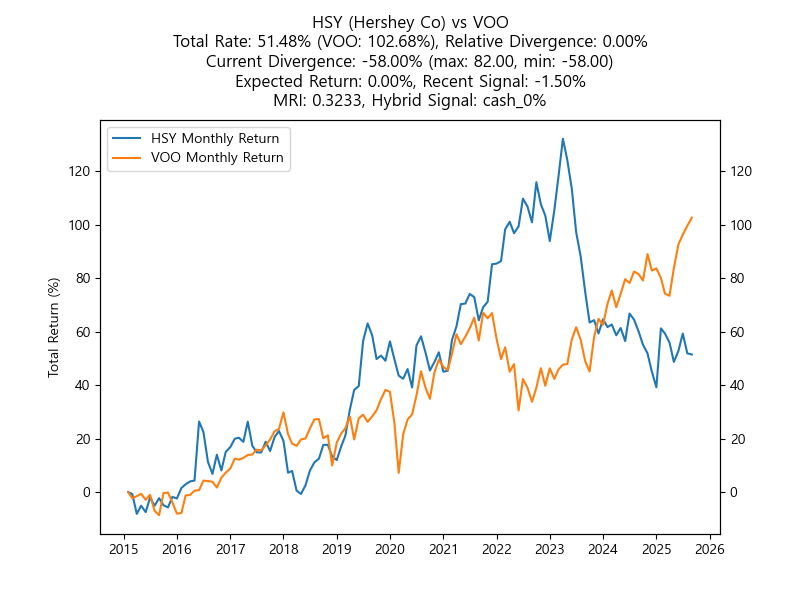 HSY (Hershey Co) vs VOO
Total Rate: 51.48% (VOO: 102.68%), Relative Divergence: 0.00%
Current Divergence: -58.00% (max: 82.00, min: -58.00)
Expected Return: 0.00%, Recent Signal: -1.50%
MRI: 0.3233, Hybrid Signal: cash_0%
HSY Monthly Return
VOO Monthly Return
Total Return (%)
120 120
100 100
80 80
60 60
40 40
20 20
0 0
2015 2016 2017 2018 2019 2020 2021 2022 2023 2024 2025 2026